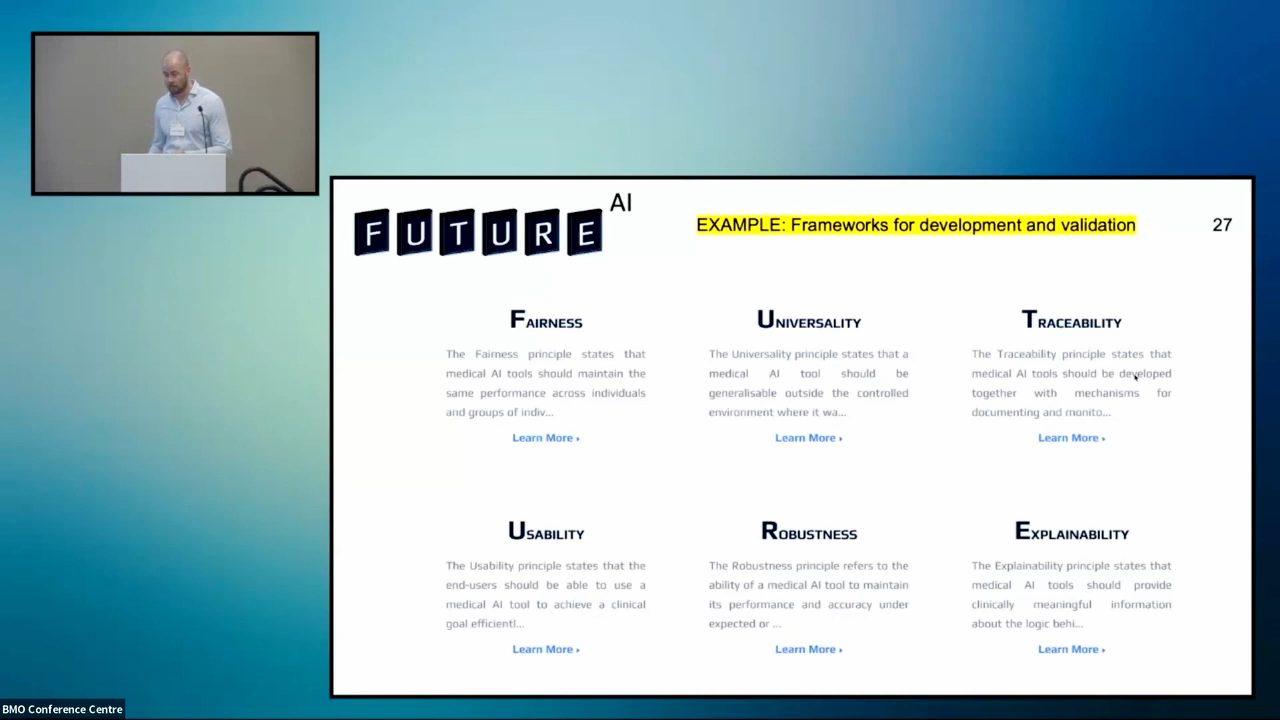 FUTURE AI
EXAMPLE: Frameworks for development and validation
27
FAIRNESS
The Fairness principle states that
medical AI tools should maintain the
same performance across individuals
and groups of indiv...
Learn More ›
UNIVERSALITY
The Universality principle states that a
medical AI tool should be
generalisable outside the controlled
environment where it wa...
Learn More ›
TRACEABILITY
The Traceability principle states that
medical AI tools should be developed
together with mechanisms for
documenting and monito...
Learn More ›
USABILITY
The Usability principle states that the
end-users should be able to use a
medical AI tool to achieve a clinical
goal efficientl...
Learn More ›
ROBUSTNESS
The Robustness principle refers to the
ability of a medical AI tool to maintain
its performance and accuracy under
expected or ...
Learn More ›
EXPLAINABILITY
The Explainability principle states that
medical AI tools should provide
clinically meaningful information
about the logic behi...
Learn More ›
BMO Conference Centre